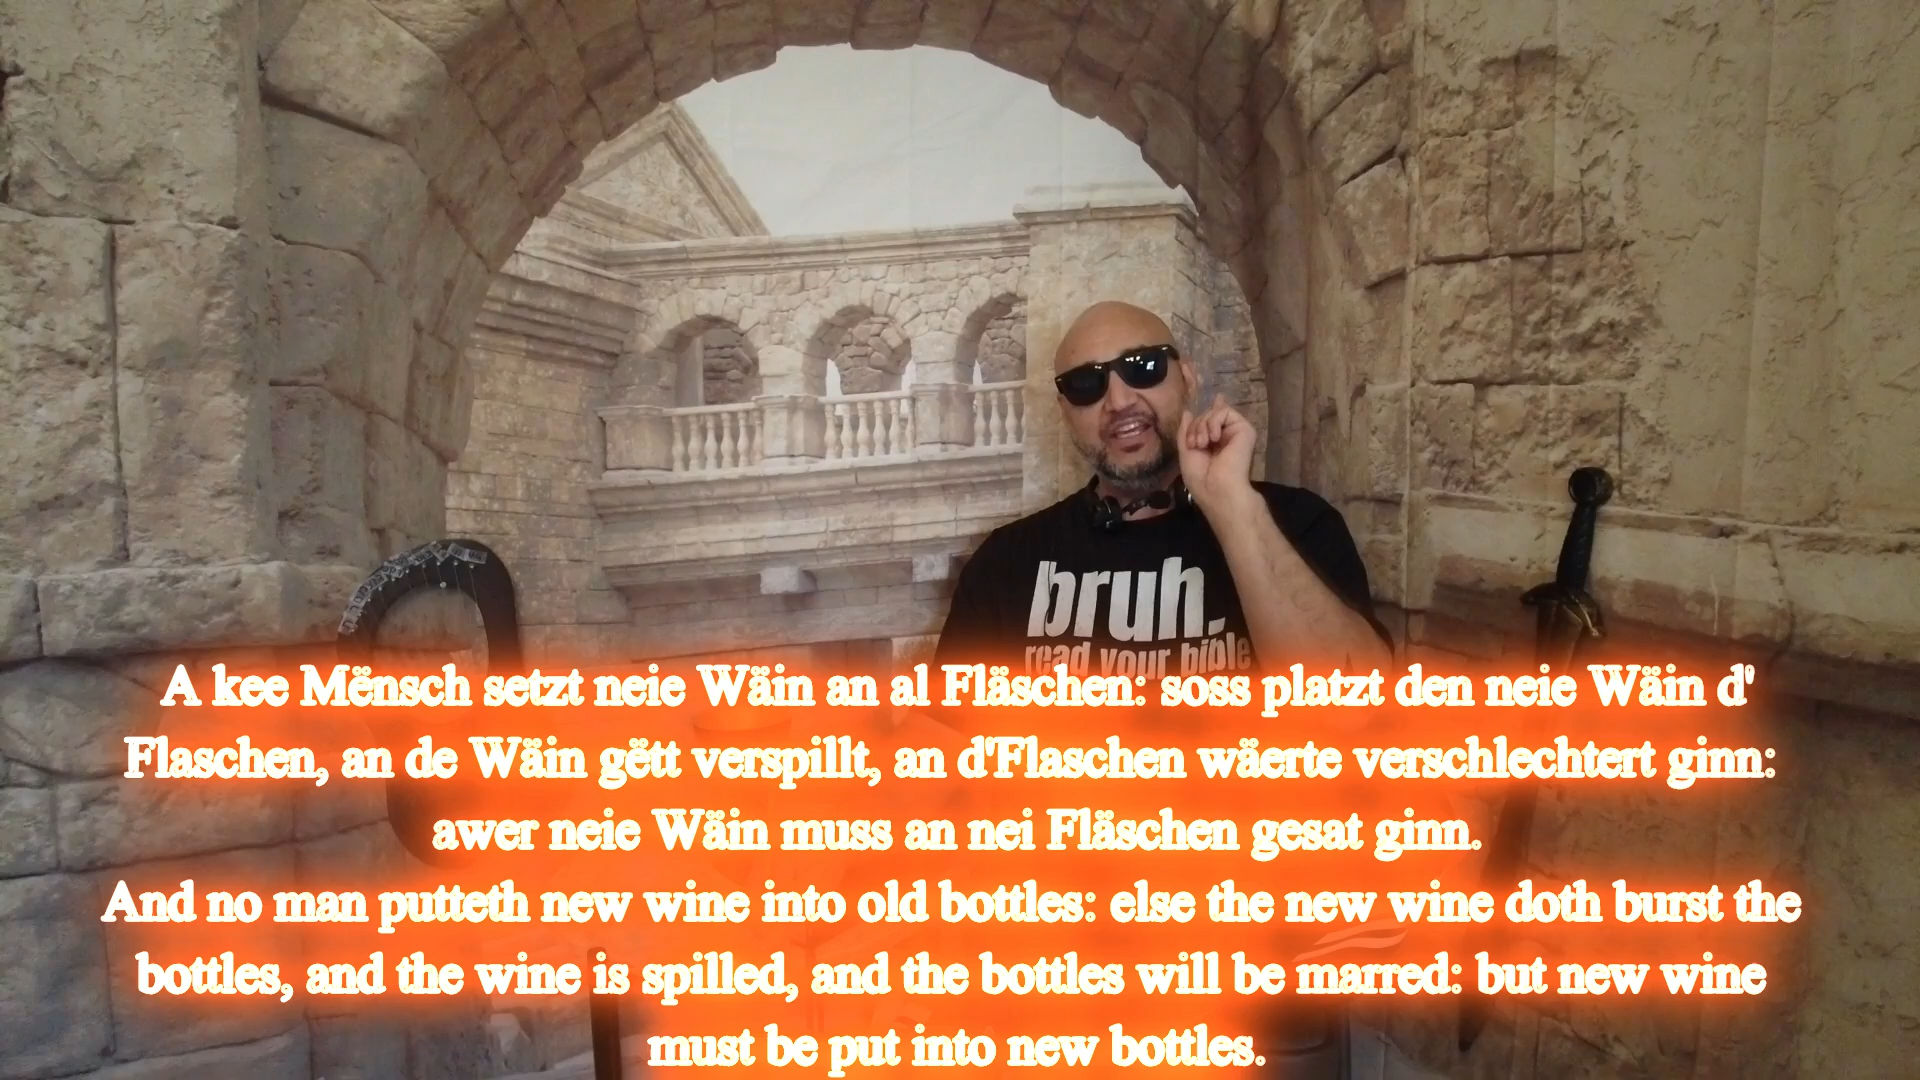 bruh.
read your bible
A kee Mënsch setzt neie Wäin an al Fläschen: soss platzt den neie Wäin d'
Flaschen, an de Wäin gëtt verspillt, an d'Flaschen wäerte verschlechtert ginn:
awer neie Wäin muss an nei Fläschen gesat ginn.
And no man putteth new wine into old bottles: else the new wine doth burst the
bottles, and the wine is spilled, and the bottles will be marred: but new wine
must be put into new bottles.